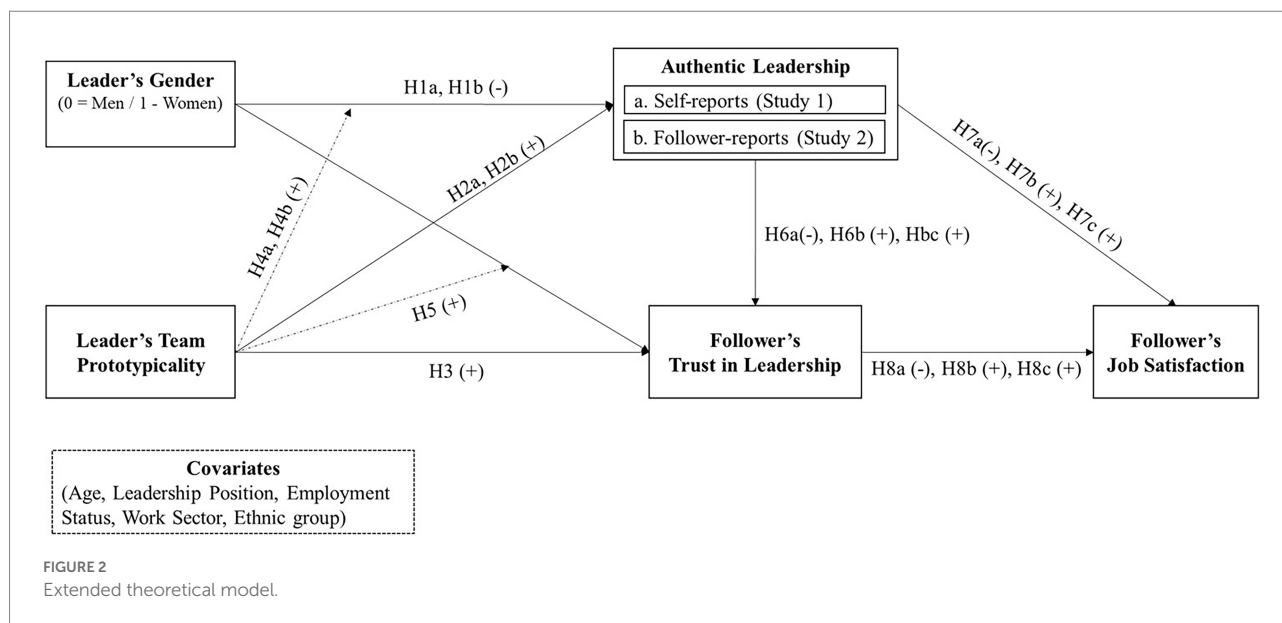 Leader's Gender
(0 = Men / 1 - Women)
H1a, H1b (-)
Authentic Leadership
a. Self-reports (Study 1)
b. Follower-reports (Study 2)
H2a, H2b (+)
H4a, H4b (+)
H5 (+)
H6a(-), H6b (+), Hbc (+)
H7a(-), H7b (+), H7c (+)
Leader's Team
Prototypicality
H3 (+)
Follower's
Trust in Leadership
H8a (-), H8b (+), H8c (+)
Follower's
Job Satisfaction
Covariates
(Age, Leadership Position, Employment
Status, Work Sector, Ethnic group)
FIGURE 2
Extended theoretical model.